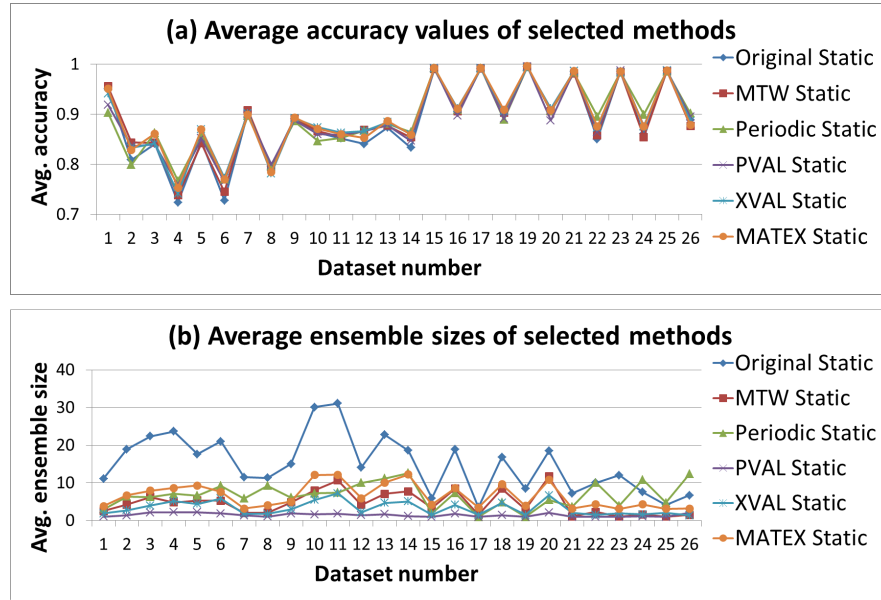 (a) Average accuracy values of selected methods
Avg. accuracy
1
0.9
0.8
0.7
1 2 3 4 5 6 7 8 9 10 11 12 13 14 15 16 17 18 19 20 21 22 23 24 25 26
Dataset number
Original Static
MTW Static
Periodic Static
PVAL Static
XVAL Static
MATEX Static
(b) Average ensemble sizes of selected methods
Avg. ensemble size
40
30
20
10
0
1 2 3 4 5 6 7 8 9 10 11 12 13 14 15 16 17 18 19 20 21 22 23 24 25 26
Dataset number
Original Static
MTW Static
Periodic Static
PVAL Static
XVAL Static
MATEX Static